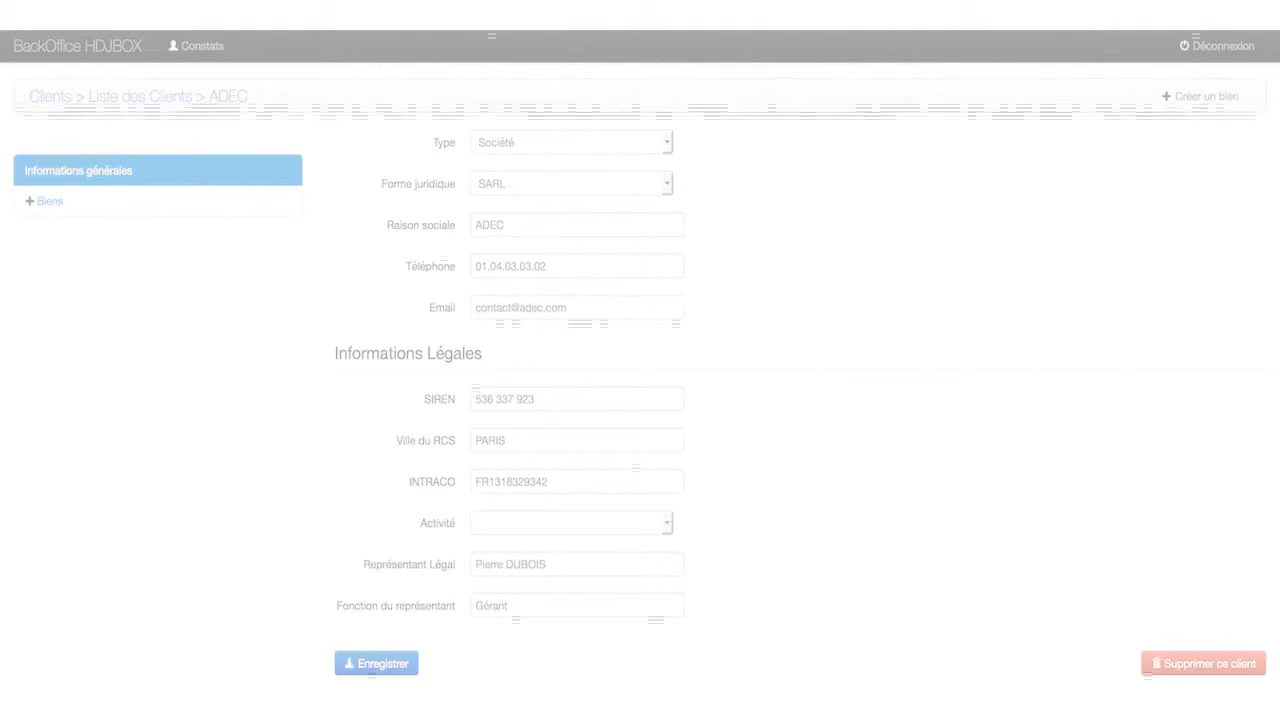 BackOffice HDJBOX Constats Déconnexion
Clients > Liste des Clients > ADEC Créer un bien
Type Société
Informations générales
Forme juridique SARL
Biens
Raison sociale ADEC
Téléphone 01.04.03.03.02
Email contact@adec.com
Informations Légales
SIREN 536 337 923
Ville du RCS PARIS
INTRACO FR1318329342
Activité
Représentant Légal Pierre DUBOIS
Fonction du représentant Gérant
Enregistrer Supprimer ce client